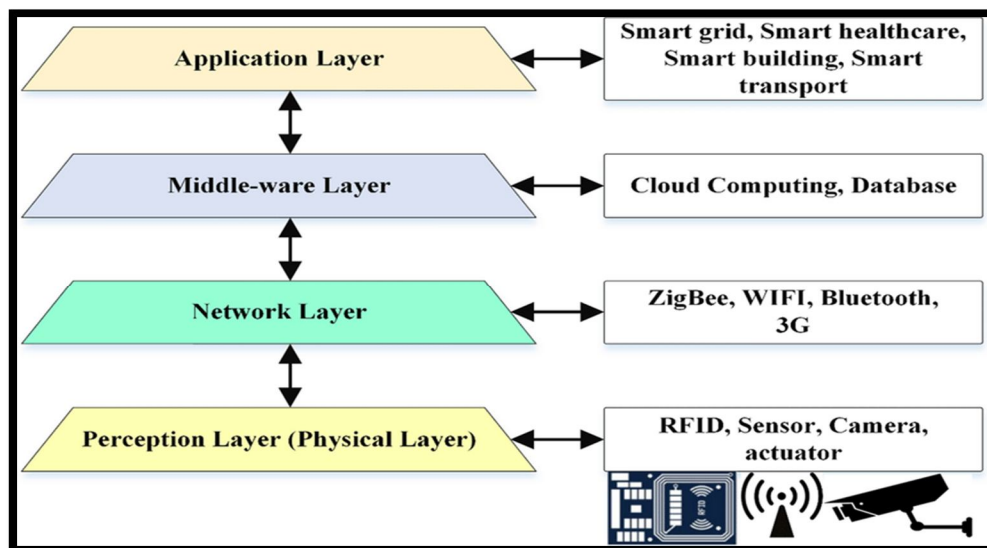 Application Layer
Smart grid, Smart healthcare,
Smart building, Smart
transport
Middle-ware Layer
Cloud Computing, Database
Network Layer
ZigBee, WIFI, Bluetooth,
3G
Perception Layer (Physical Layer)
RFID, Sensor, Camera,
actuator